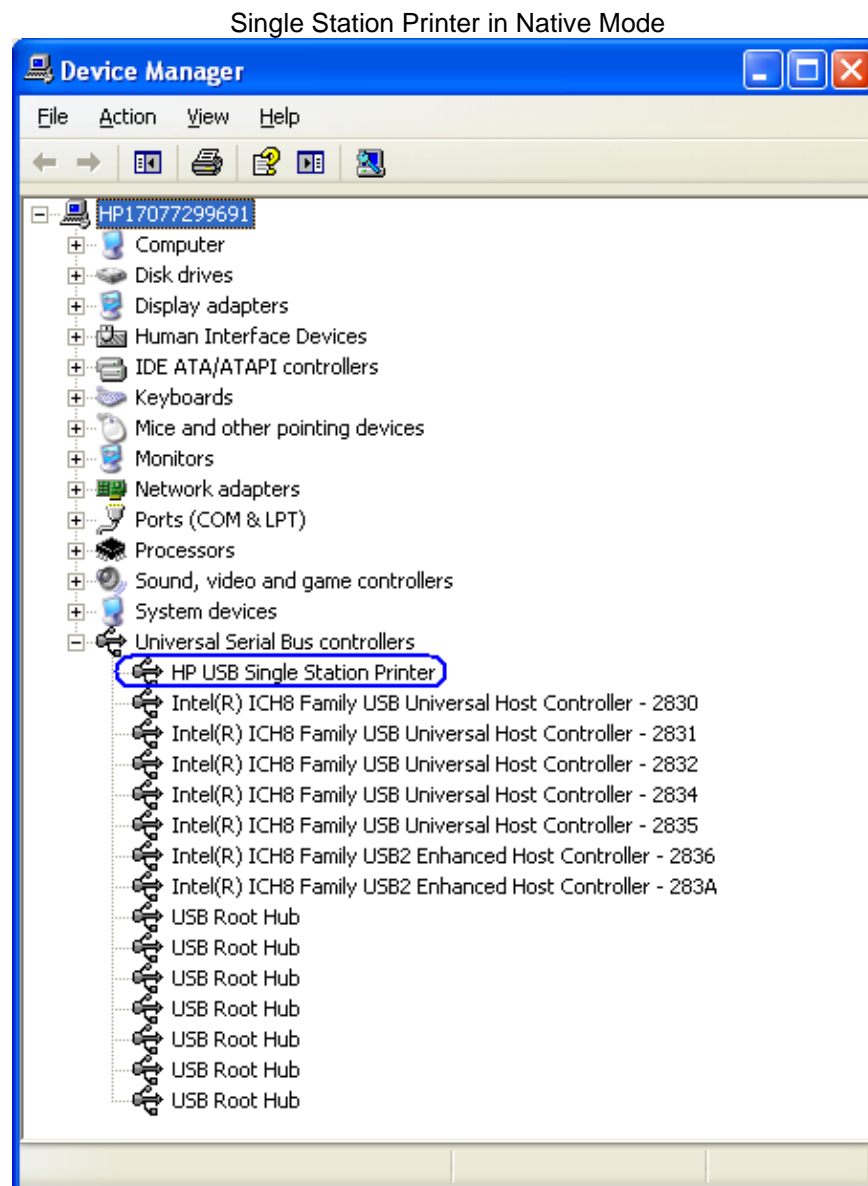 Single Station Printer in Native Mode
Device Manager
File Action View Help
HP17077299691
Computer
Disk drives
Display adapters
Human Interface Devices
IDE ATA/ATAPI controllers
Keyboards
Mice and other pointing devices
Monitors
Network adapters
Ports (COM & LPT)
Processors
Sound, video and game controllers
System devices
Universal Serial Bus controllers
HP USB Single Station Printer
Intel(R) ICH8 Family USB Universal Host Controller - 2830
Intel(R) ICH8 Family USB Universal Host Controller - 2831
Intel(R) ICH8 Family USB Universal Host Controller - 2832
Intel(R) ICH8 Family USB Universal Host Controller - 2834
Intel(R) ICH8 Family USB Universal Host Controller - 2835
Intel(R) ICH8 Family USB2 Enhanced Host Controller - 2836
Intel(R) ICH8 Family USB2 Enhanced Host Controller - 283A
USB Root Hub
USB Root Hub
USB Root Hub
USB Root Hub
USB Root Hub
USB Root Hub
USB Root Hub